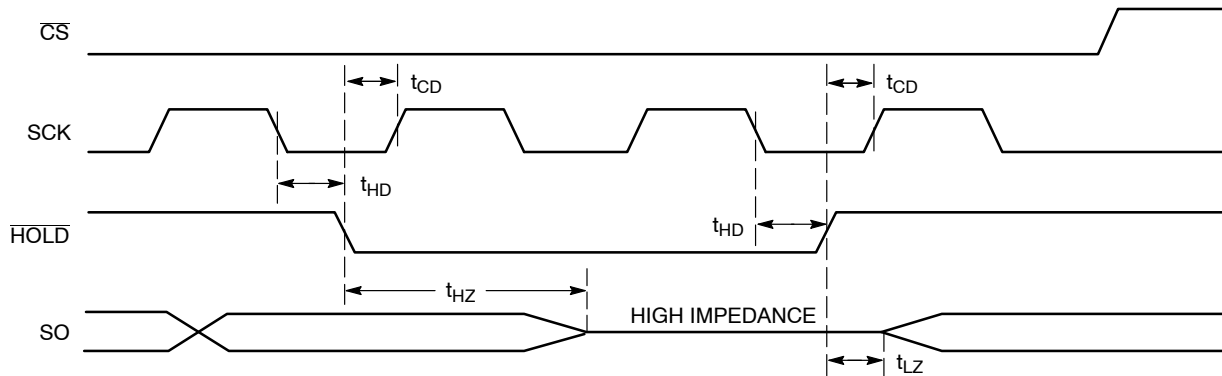 CS
tCD
tCD
SCK
tHD
HOLD
tHD
tHZ
HIGH IMPEDANCE
SO
tLZ